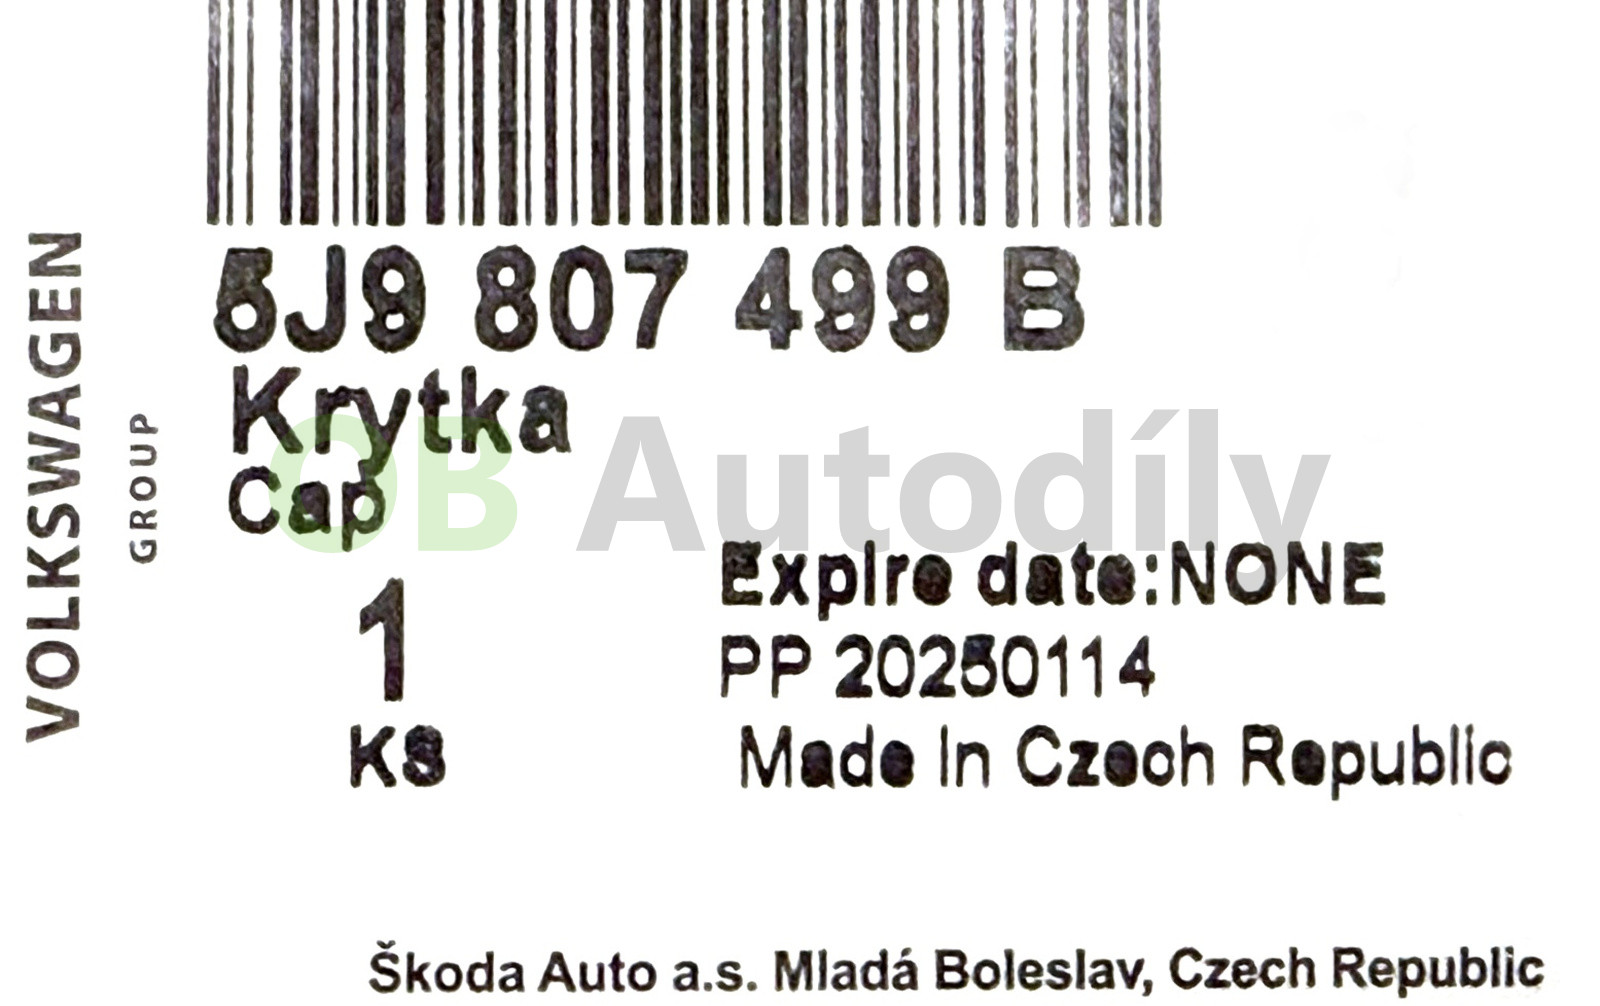 5J9 807 499 B
Krytka
Cap
OB Autodíly
Expire date:NONE
1
PP 20250114
KS
Made in Czech Republic
VOLKSWAGEN
GROUP
Škoda Auto a.s. Mladá Boleslav, Czech Republic